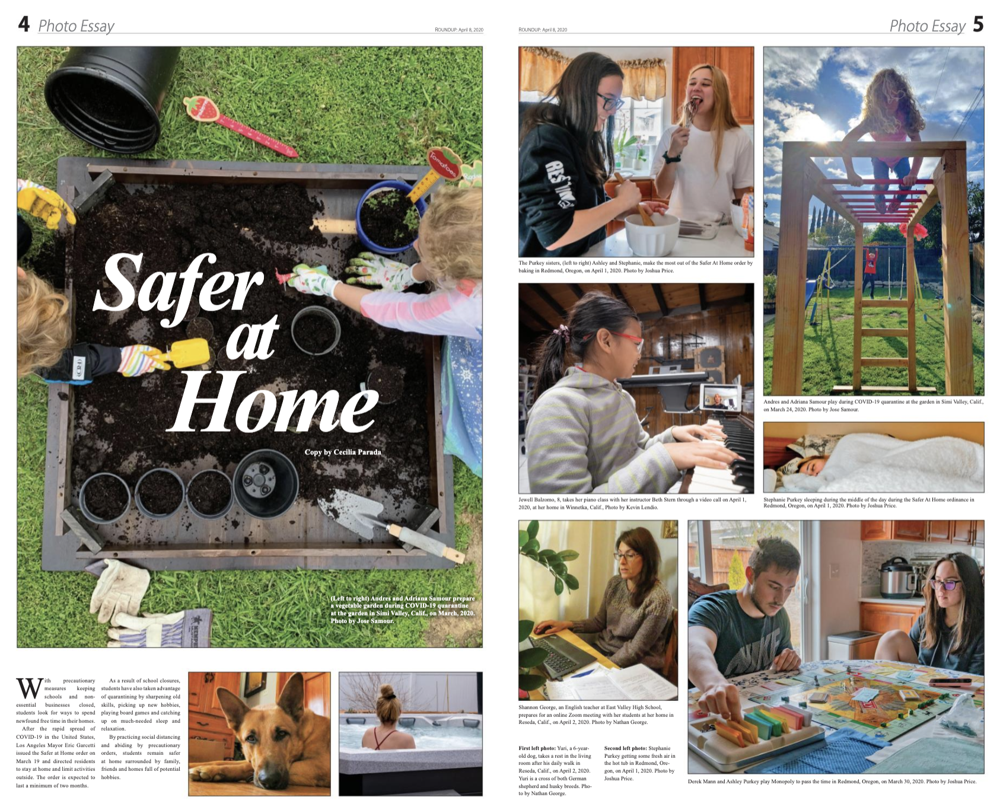 4 Photo Essay
ROUNDUP: April 8, 2020
Tomatoes
Safer
at
Home
Copy by Cecilia Parada
(Left to right) Andres and Adriana Samour prepare
a vegetable garden during COVID-19 quarantine
at the garden in Simi Valley, Calif., on March, 2020.
Photo by Jose Samour.
With precautionary
measures keeping
schools and non-
essential businesses closed,
students look for ways to spend
newfound free time in their homes.
After the rapid spread of
COVID-19 in the United States,
Los Angeles Mayor Eric Garcetti
issued the Safer at Home order on
March 19 and directed residents
to stay at home and limit activities
outside. The order is expected to
last a minimum of two months.
As a result of school closures,
students have also taken advantage
of quarantining by sharpening old
skills, picking up new hobbies,
playing board games and catching
up on much-needed sleep and
relaxation.
By practicing social distancing
and abiding by precautionary
orders, students remain safer
at home surrounded by family,
friends and homes full of potential
hobbies.
ROUNDUP: April 8, 2020
Photo Essay 5
The Purkey sisters, (left to right) Ashley and Stephanie, make the most out of the Safer At Home order by
baking in Redmond, Oregon, on April 1, 2020. Photo by Joshua Price.
Andres and Adriana Samour play during COVID-19 quarantine at the garden in Simi Valley, Calif.,
on March 24, 2020. Photo by Jose Samour.
Jewell Balzomo, 8, takes her piano class with her instructor Beth Stern through a video call on April 1,
2020, at her home in Winnetka, Calif., Photo by Kevin Lendio.
Stephanie Purkey sleeping during the middle of the day during the Safer At Home ordinance in
Redmond, Oregon, on April 1, 2020. Photo by Joshua Price.
Shannon George, an English teacher at East Valley High School,
prepares for an online Zoom meeting with her students at her home in
Reseda, Calif., on April 2, 2020. Photo by Nathan George.
First left photo: Yuri, a 6-year-
old dog, takes a rest in the living
room after his daily walk in
Reseda, Calif., on April 2, 2020.
Yuri is a cross of both German
shepherd and husky breeds. Pho-
to by Nathan George.
Second left photo: Stephanie
Purkey getting some fresh air in
the hot tub in Redmond, Ore-
gon, on April 1, 2020. Photo by
Joshua Price.
NIKE
Derek Mann and Ashley Purkey play Monopoly to pass the time in Redmond, Oregon, on March 30, 2020. Photo by Joshua Price.